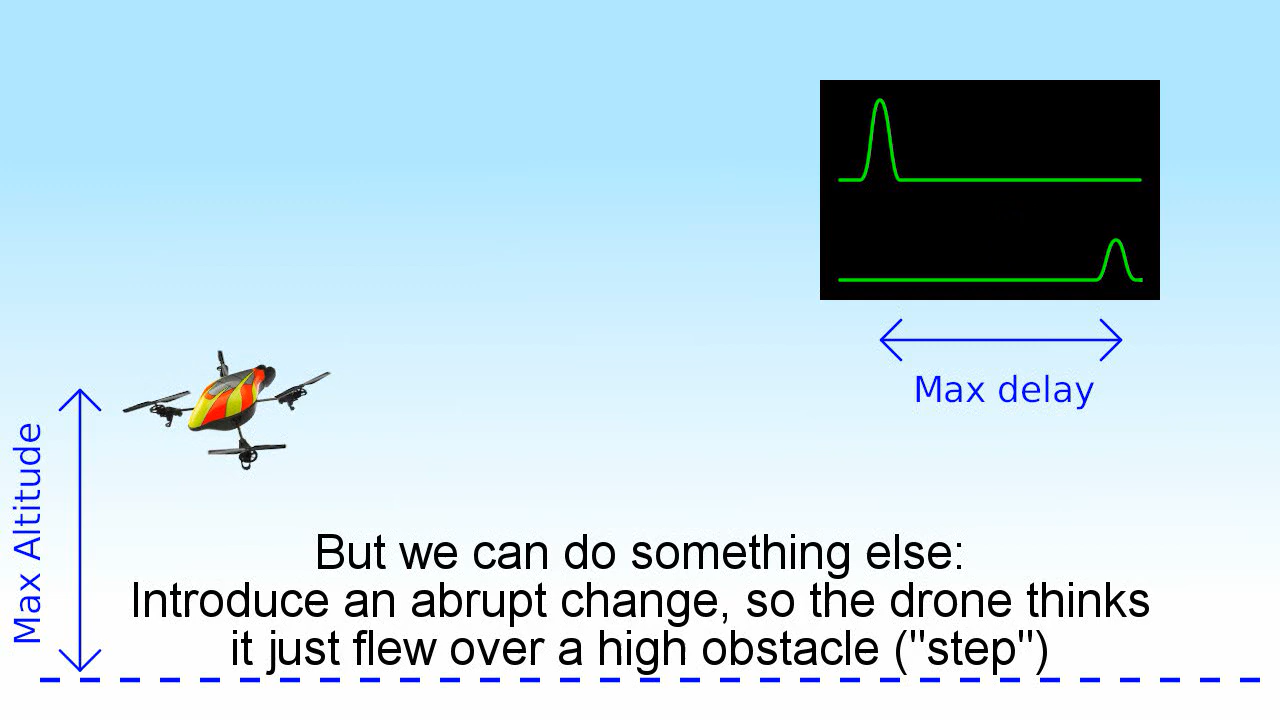 Max delay
Max Altitude
But we can do something else:
Introduce an abrupt change, so the drone thinks
it just flew over a high obstacle ("step")